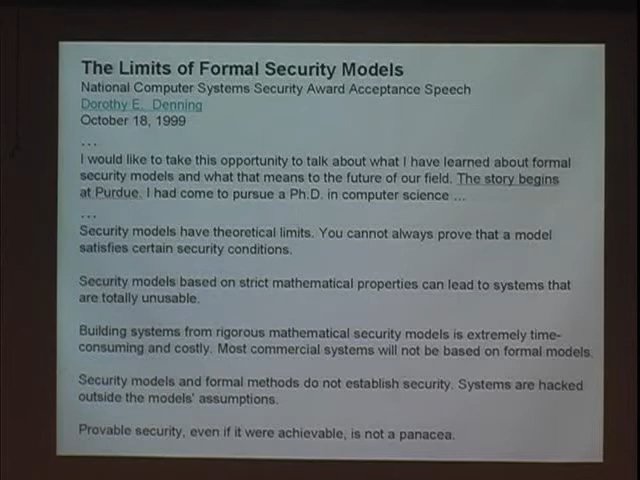 The Limits of Formal Security Models
National Computer Systems Security Award Acceptance Speech
Dorothy E. Denning
October 18, 1999
...
I would like to take this opportunity to talk about what I have learned about formal
security models and what that means to the future of our field. The story begins
at Purdue. I had come to pursue a Ph.D. in computer science ...
...
Security models have theoretical limits. You cannot always prove that a model
satisfies certain security conditions.
Security models based on strict mathematical properties can lead to systems that
are totally unusable.
Building systems from rigorous mathematical security models is extremely time-
consuming and costly. Most commercial systems will not be based on formal models.
Security models and formal methods do not establish security. Systems are hacked
outside the models' assumptions.
Provable security, even if it were achievable, is not a panacea.